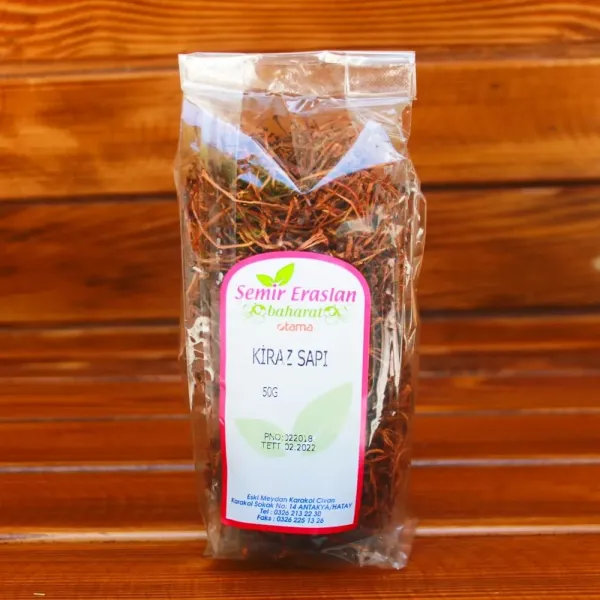 Semir Eraslan
baharat
otama
KİRAZ SAPI
50G
PNO:022018
TETT:02.2022
Eski Meydan Karakol Civarı
Karakol Sokak No: 14 ANTAKYA/HATAY
Tel : 0326 213 22 30
Faks : 0326 225 13 26